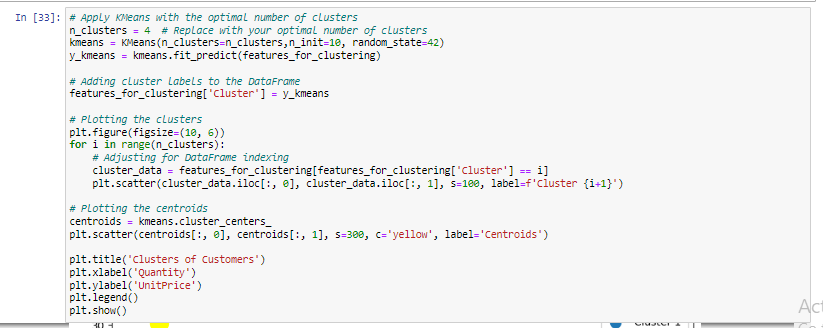 In [33]: # Apply KMeans with the optimal number of clusters
n_clusters = 4  # Replace with your optimal number of clusters
kmeans = KMeans(n_clusters=n_clusters,n_init=10, random_state=42)
y_kmeans = kmeans.fit_predict(features_for_clustering)
# Adding cluster labels to the DataFrame
features_for_clustering['Cluster'] = y_kmeans
# Plotting the clusters
plt.figure(figsize=(10, 6))
for i in range(n_clusters):
    # Adjusting for DataFrame indexing
    cluster_data = features_for_clustering[features_for_clustering['Cluster'] == i]
    plt.scatter(cluster_data.iloc[:, 0], cluster_data.iloc[:, 1], s=100, label=f'Cluster {i+1}')
# Plotting the centroids
centroids = kmeans.cluster_centers_
plt.scatter(centroids[:, 0], centroids[:, 1], s=300, c='yellow', label='Centroids')
plt.title('Clusters of Customers')
plt.xlabel('Quantity')
plt.ylabel('UnitPrice')
plt.legend()
plt.show()